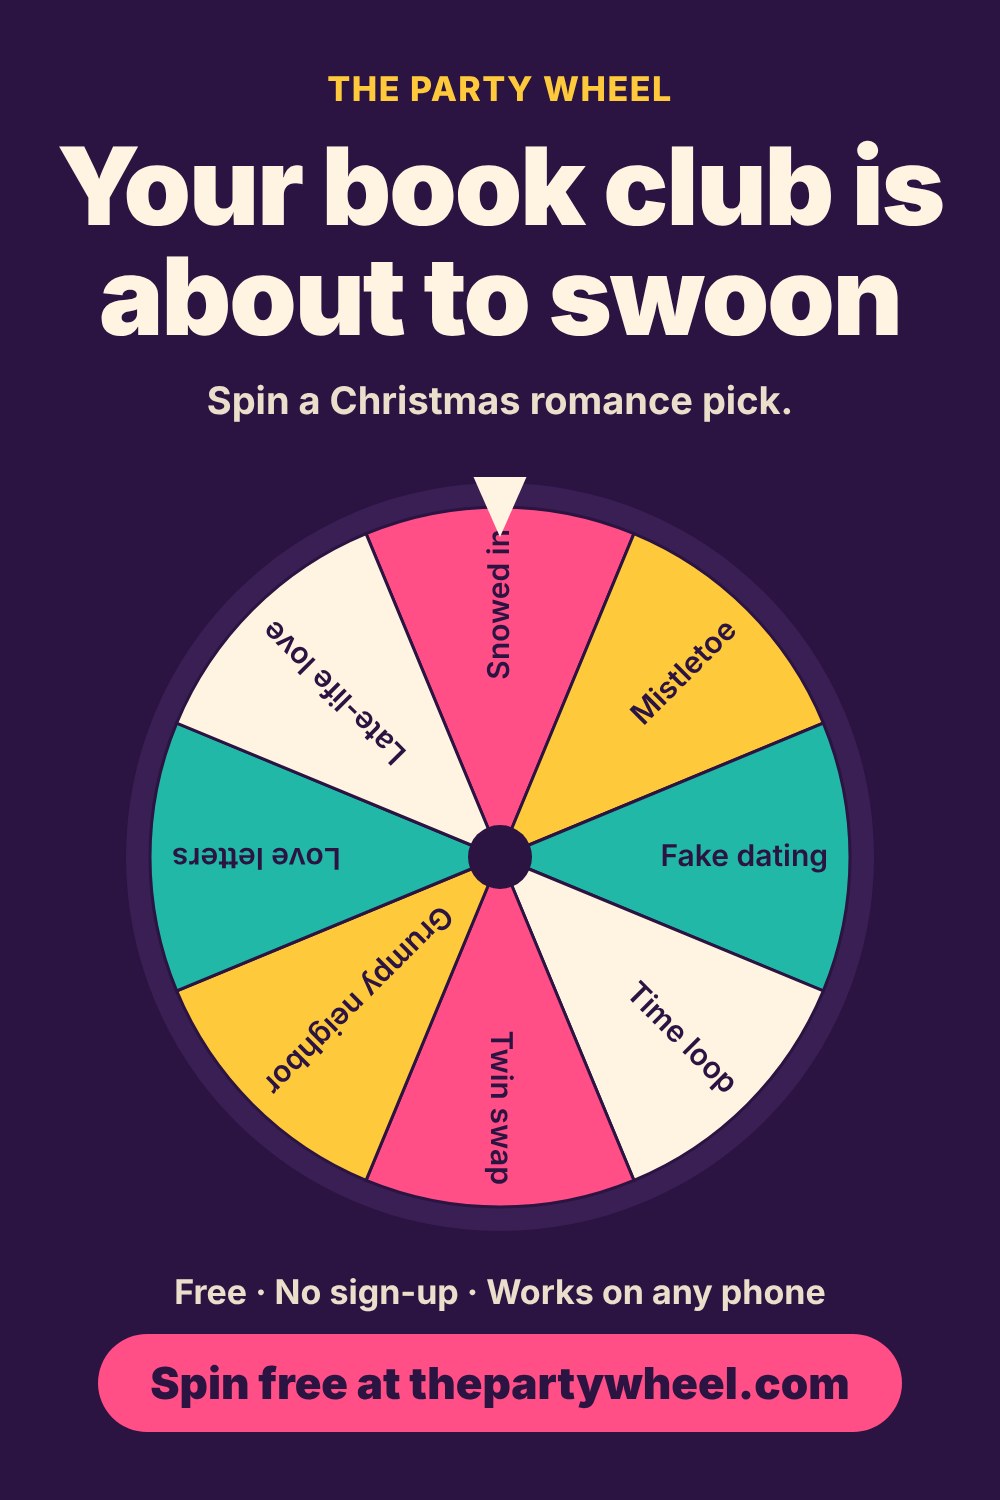 THE PARTY WHEEL
Your book club is
about to swoon
Spin a Christmas romance pick.
Snowed in
Mistletoe
Fake dating
Time loop
Twin swap
Grumpy neighbor
Love letters
Late-life love
Free · No sign-up · Works on any phone
Spin free at thepartywheel.com